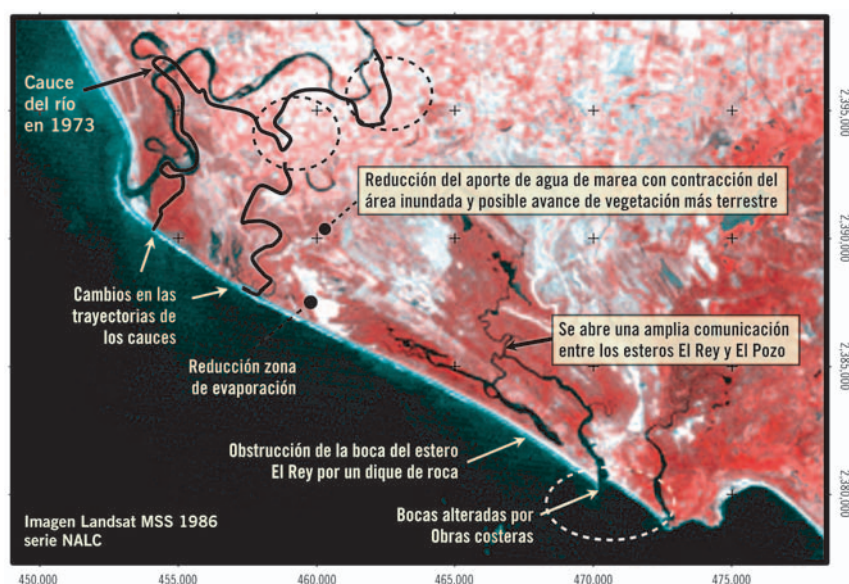 Cauce
del río
en 1973
Reducción del aporte de agua de marea con contracción del
área inundada y posible avance de vegetación más terrestre
Cambios en las
trayectorias de
los cauces
Reducción zona
de evaporación
Se abre una amplia comunicación
entre los esteros El Rey y El Pozo
Obstrucción de la boca del estero
El Rey por un dique de roca
Bocas alteradas por
Obras costeras
Imagen Landsat MSS 1986
serie NALC
2,395,000
2,390,000
2,385,000
2,380,000
450,000
455,000
460,000
465,000
470,000
475,000